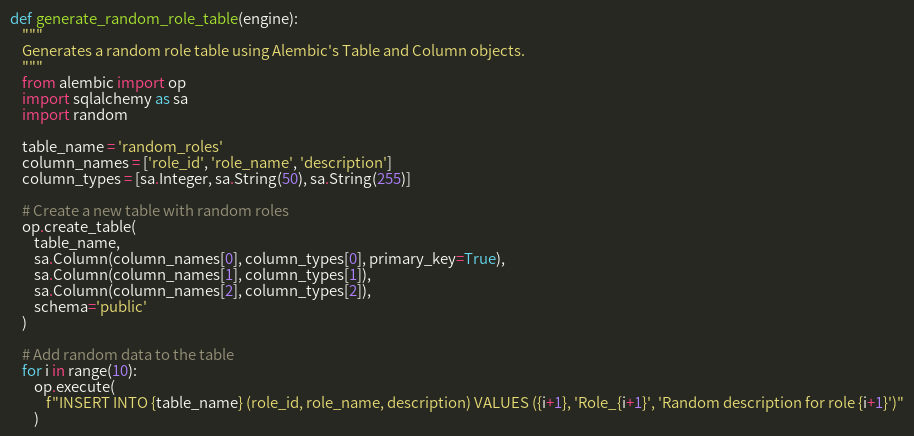 def generate_random_role_table(engine):
    """
    Generates a random role table using Alembic's Table and Column objects.
    """
    from alembic import op
    import sqlalchemy as sa
    import random

    table_name = 'random_roles'
    column_names = ['role_id', 'role_name', 'description']
    column_types = [sa.Integer, sa.String(50), sa.String(255)]

    # Create a new table with random roles
    op.create_table(
        table_name,
        sa.Column(column_names[0], column_types[0], primary_key=True),
        sa.Column(column_names[1], column_types[1]),
        sa.Column(column_names[2], column_types[2]),
        schema='public'
    )

    # Add random data to the table
    for i in range(10):
        op.execute(
            f"INSERT INTO {table_name} (role_id, role_name, description) VALUES ({i+1}, 'Role_{i+1}', 'Random description for role {i+1}')"
        )